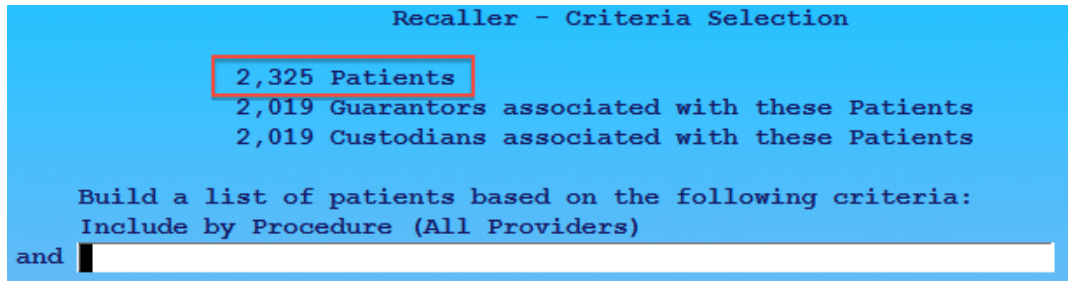 Recaller - Criteria Selection
2,325 Patients
2,019 Guarantors associated with these Patients
2,019 Custodians associated with these Patients
Build a list of patients based on the following criteria:
Include by Procedure (All Providers)
and